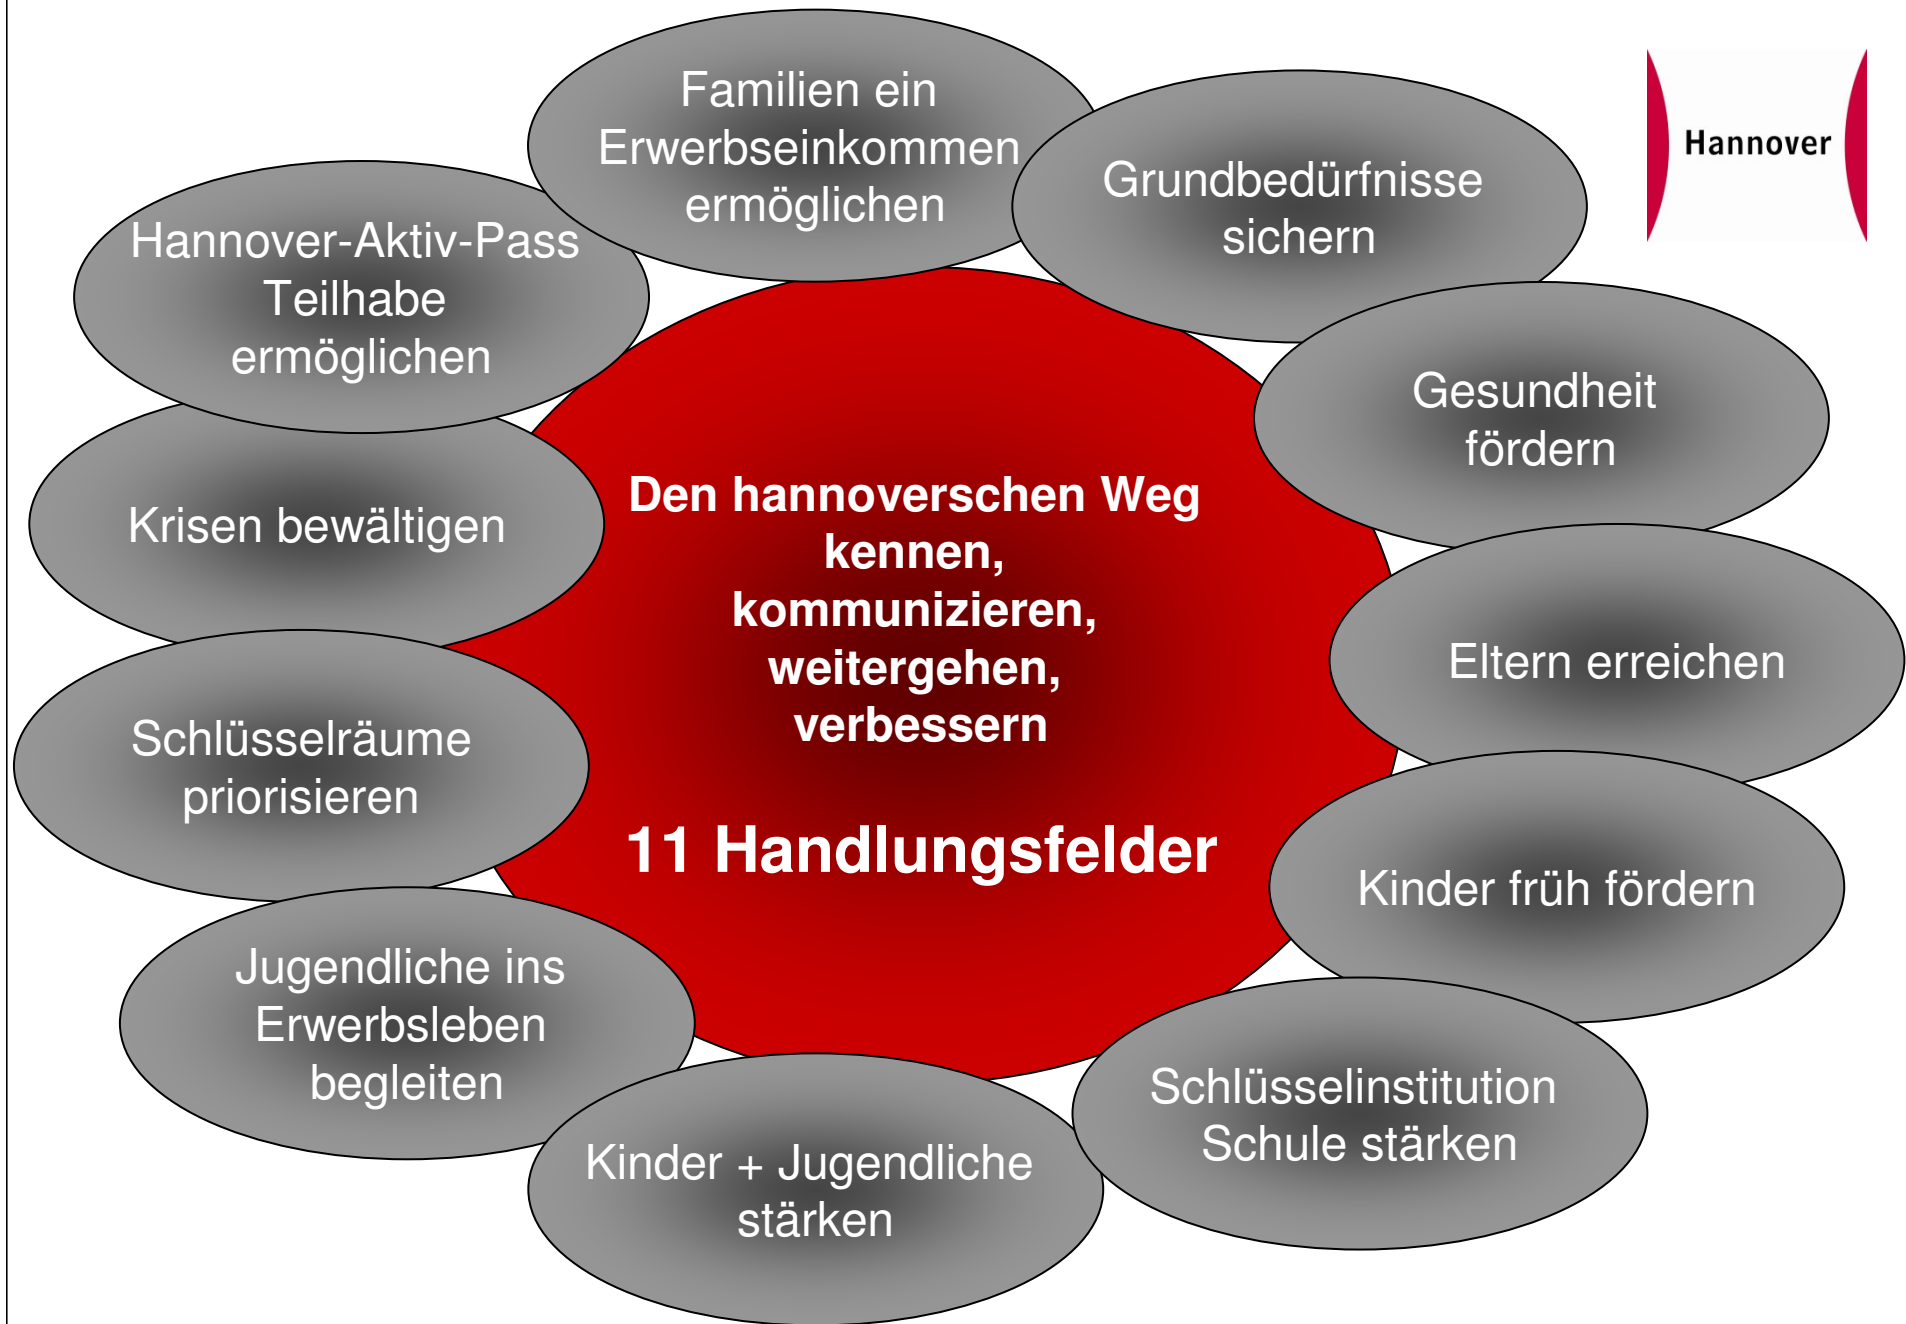 Familien ein
Erwerbseinkommen
ermöglichen
Grundbedürfnisse
sichern
Hannover
Gesundheit
fördern
Eltern erreichen
Kinder früh fördern
Schlüsselinstitution
Schule stärken
Kinder + Jugendliche
stärken
Jugendliche ins
Erwerbsleben
begleiten
Schlüsselräume
priorisieren
Krisen bewältigen
Hannover-Aktiv-Pass
Teilhabe
ermöglichen
Den hannoverschen Weg
kennen,
kommunizieren,
weitergehen,
verbessern
11 Handlungsfelder